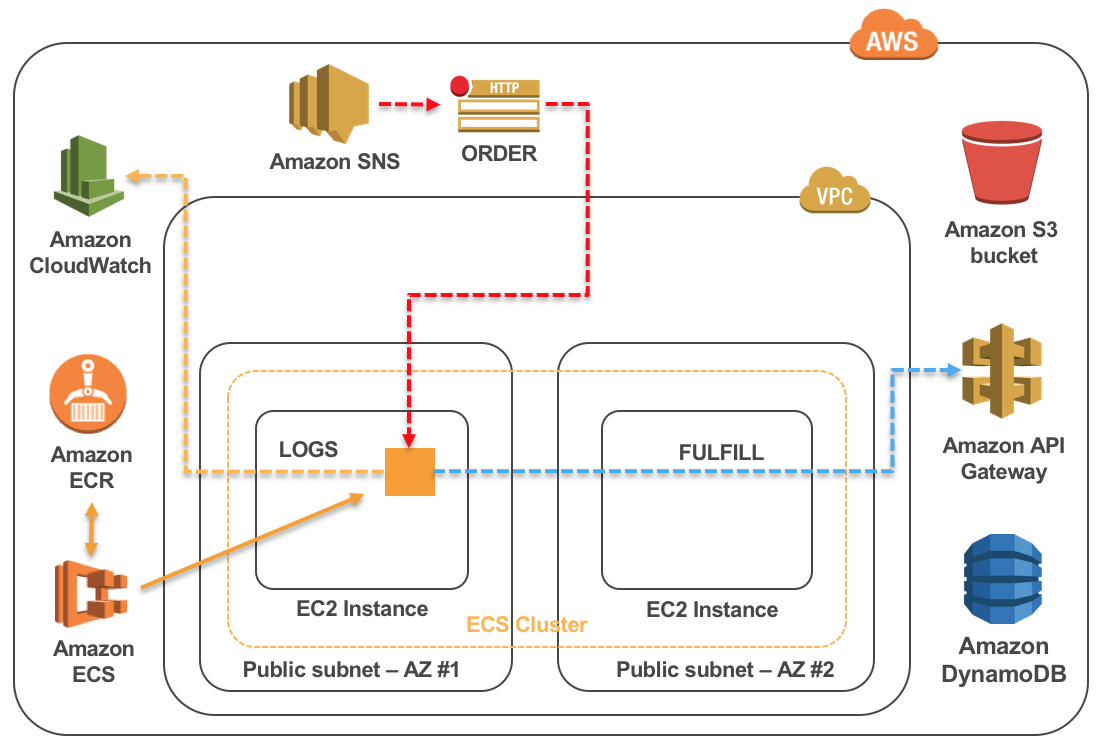 AWS
HTTP
Amazon SNS
ORDER
VPC
Amazon S3
bucket
Amazon
CloudWatch
Amazon
ECR
Amazon API
Gateway
LOGS
FULFILL
EC2 Instance
EC2 Instance
ECS Cluster
Amazon
ECS
Public subnet – AZ #1
Public subnet – AZ #2
Amazon
DynamoDB